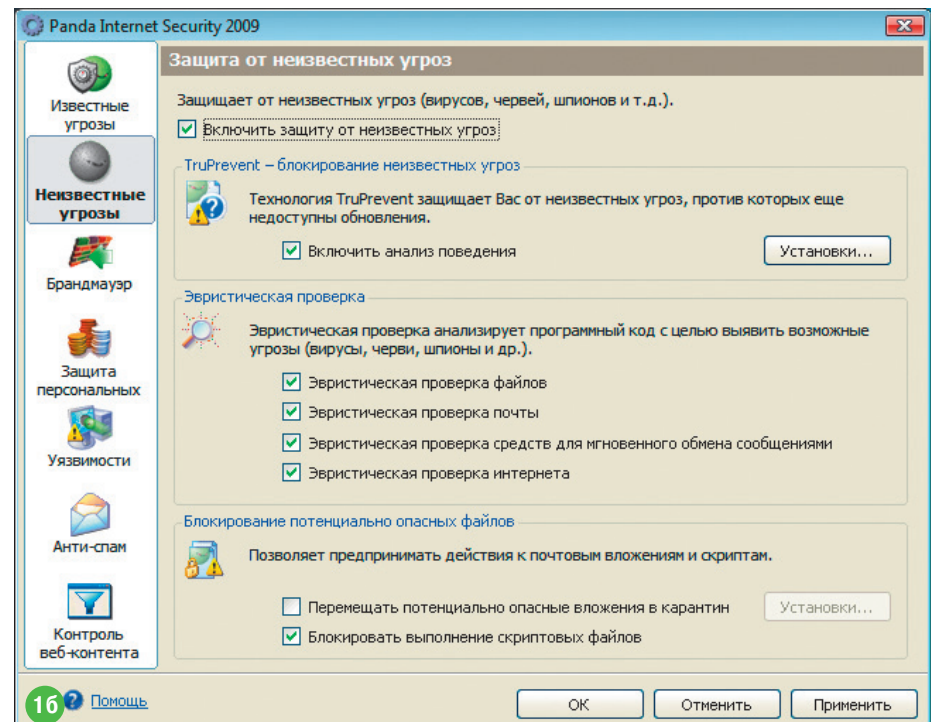 Panda Internet Security 2009
Известные
угрозы
Неизвестные
угрозы
Брандмауэр
Защита
персональных
Уязвимости
Анти-спам
Контроль
веб-контента
Защита от неизвестных угроз
Защищает от неизвестных угроз (вирусов, червей, шпионов и т.д.).
Включить защиту от неизвестных угроз
TruPrevent – блокирование неизвестных угроз
Технология TruPrevent защищает Вас от неизвестных угроз, против которых еще
недоступны обновления.
Включить анализ поведения
Установки...
Эвристическая проверка
Эвристическая проверка анализирует программный код с целью выявить возможные
угрозы (вирусы, черви, шпионы и др.).
Эвристическая проверка файлов
Эвристическая проверка почты
Эвристическая проверка средств для мгновенного обмена сообщениями
Эвристическая проверка интернета
Блокирование потенциально опасных файлов
Позволяет предпринимать действия к почтовым вложениям и скриптам.
Перемещать потенциально опасные вложения в карантин
Установки...
Блокировать выполнение скриптовых файлов
1б
Помощь
ОК
Отменить
Применить